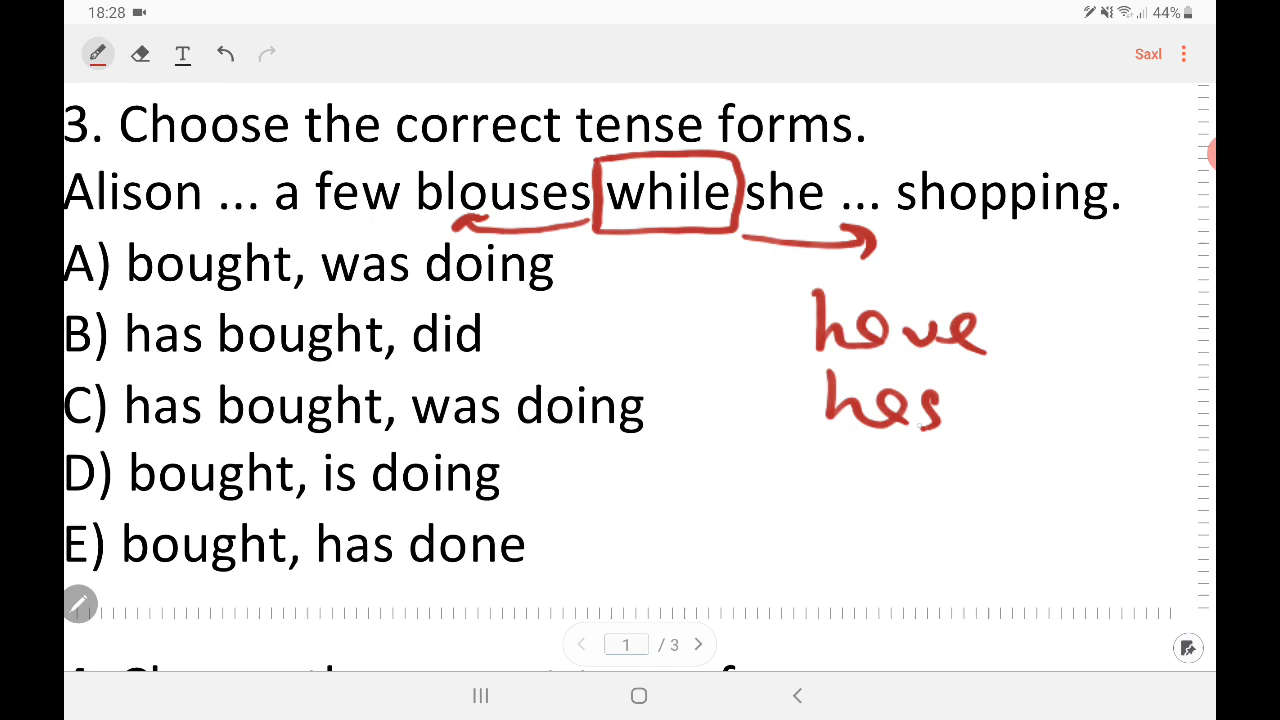 18:28
44%
T
Saxl
3. Choose the correct tense forms.
Alison ... a few blouses while she ... shopping.
A) bought, was doing
B) has bought, did
C) has bought, was doing
D) bought, is doing
E) bought, has done
have
has
1 / 3